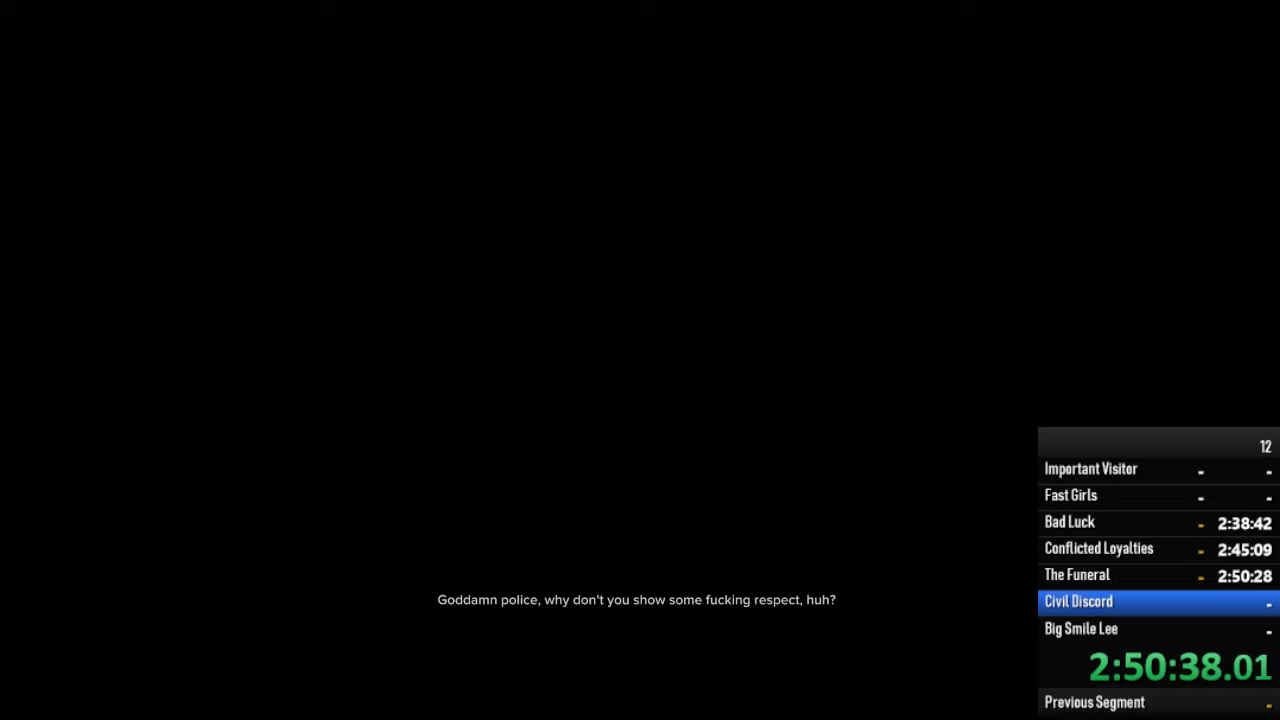 12
Important Visitor - -
Fast Girls - -
Bad Luck - 2:38:42
Conflicted Loyalties - 2:45:09
The Funeral - 2:50:28
Goddamn police, why don't you show some fucking respect, huh?
Civil Discord -
Big Smile Lee -
2:50:38.01
Previous Segment -